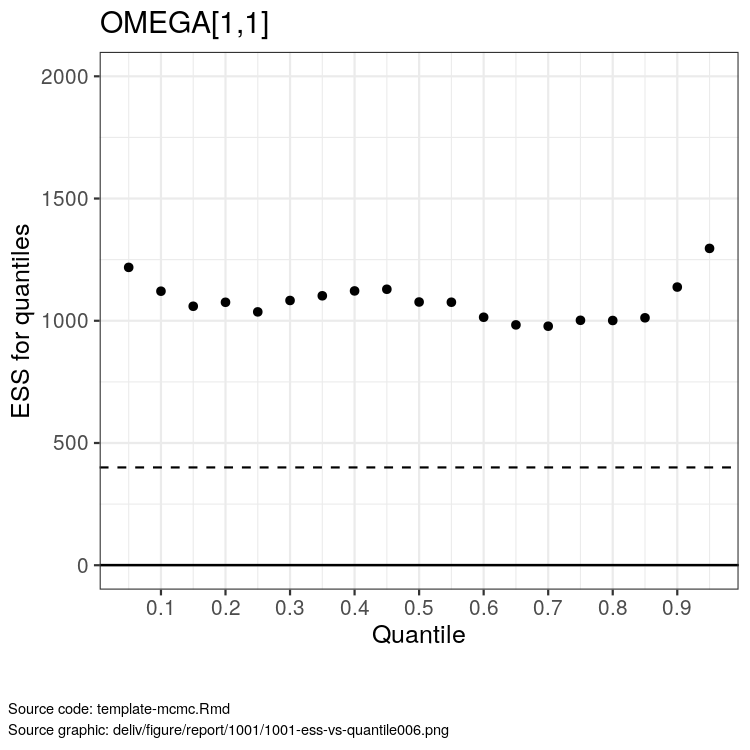 OMEGA[1,1]
2000
1500
1000
500
0
ESS for quantiles
0.1 0.2 0.3 0.4 0.5 0.6 0.7 0.8 0.9
Quantile
Source code: template-mcmc.Rmd
Source graphic: deliv/figure/report/1001/1001-ess-vs-quantile006.png